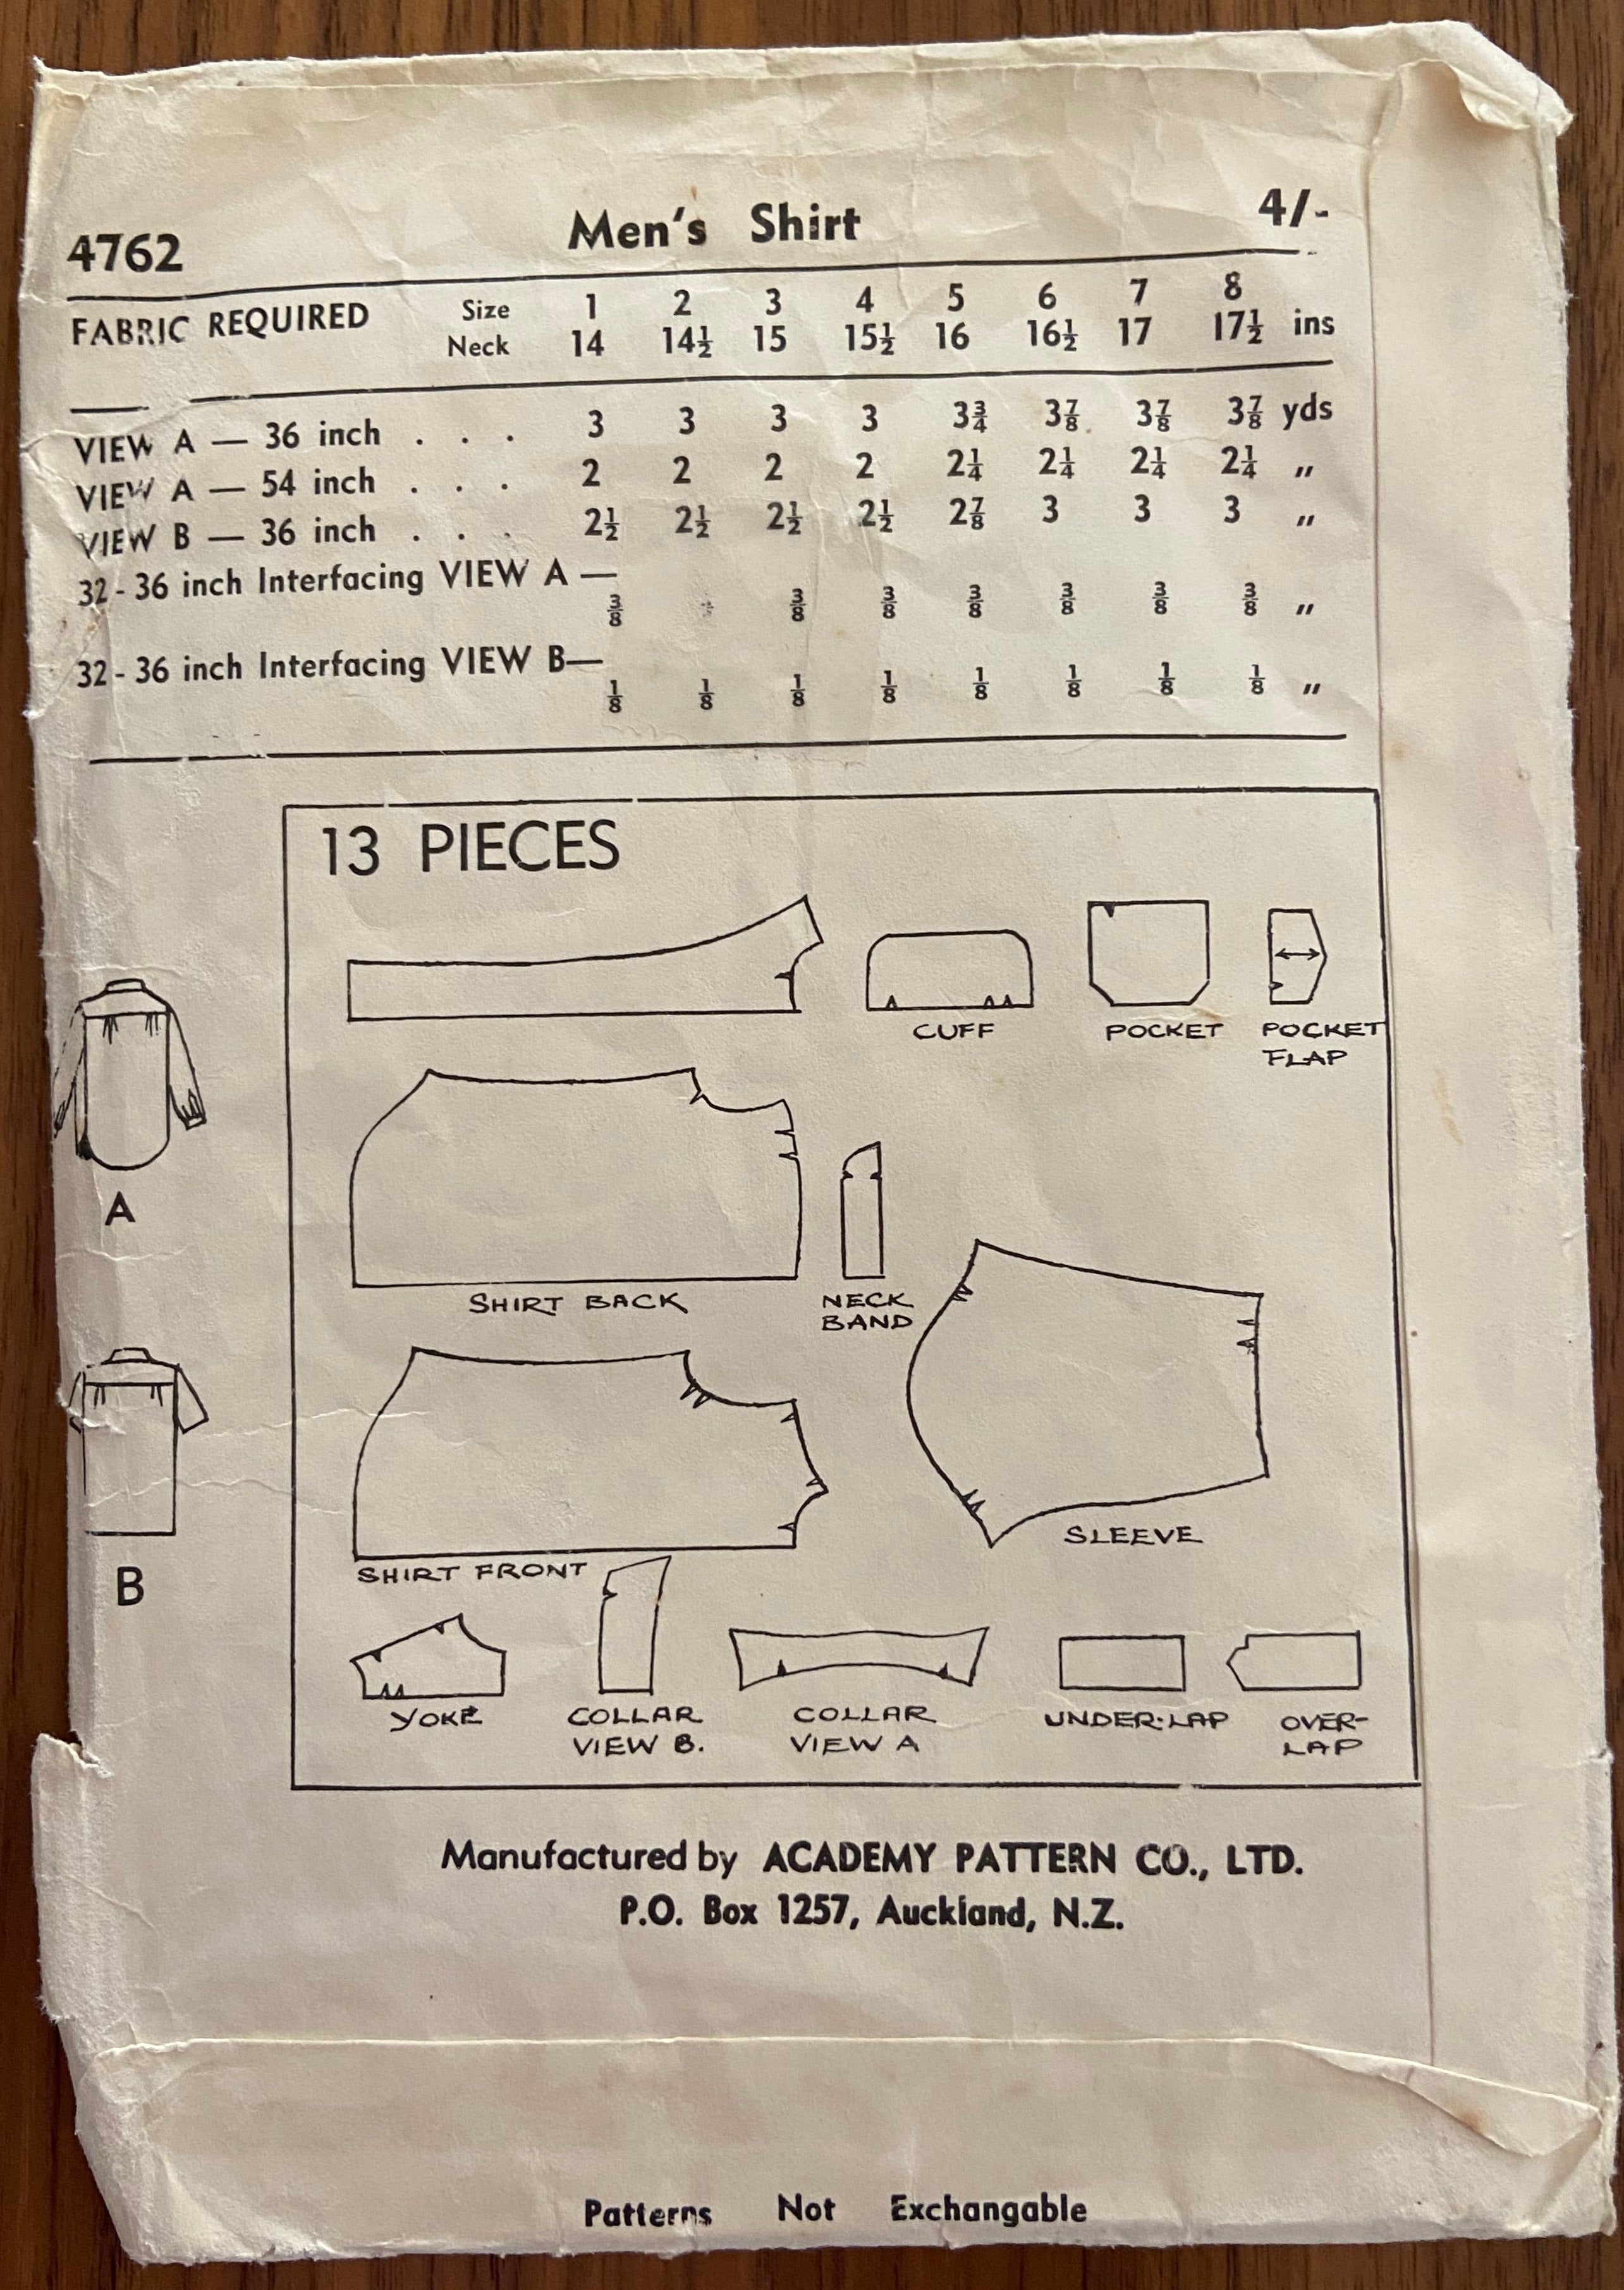 4762 Men's Shirt 4/-
FABRIC REQUIRED Size 1 2 3 4 5 6 7 8
Neck 14 14½ 15 15½ 16 16½ 17 17½ ins
VIEW A — 36 inch . . . 3 3 3 3 3¾ 3⅞ 3⅞ 3⅞ yds
VIEW A — 54 inch . . . 2 2 2 2 2¼ 2¼ 2¼ 2¼ „
VIEW B — 36 inch . . . 2½ 2½ 2½ 2½ 2⅞ 3 3 3 „
32-36 inch Interfacing VIEW A —
⅜ ⅜ ⅜ ⅜ ⅜ ⅜ ⅜ „
32-36 inch Interfacing VIEW B—
⅛ ⅛ ⅛ ⅛ ⅛ ⅛ ⅛ ⅛ „
13 PIECES
CUFF
POCKET
POCKET
FLAP
A
SHIRT BACK
NECK
BAND
SLEEVE
B
SHIRT FRONT
YOKE
COLLAR
VIEW B.
COLLAR
VIEW A
UNDER-LAP
OVER-
LAP
Manufactured by ACADEMY PATTERN CO., LTD.
P.O. Box 1257, Auckland, N.Z.
Patterns Not Exchangable